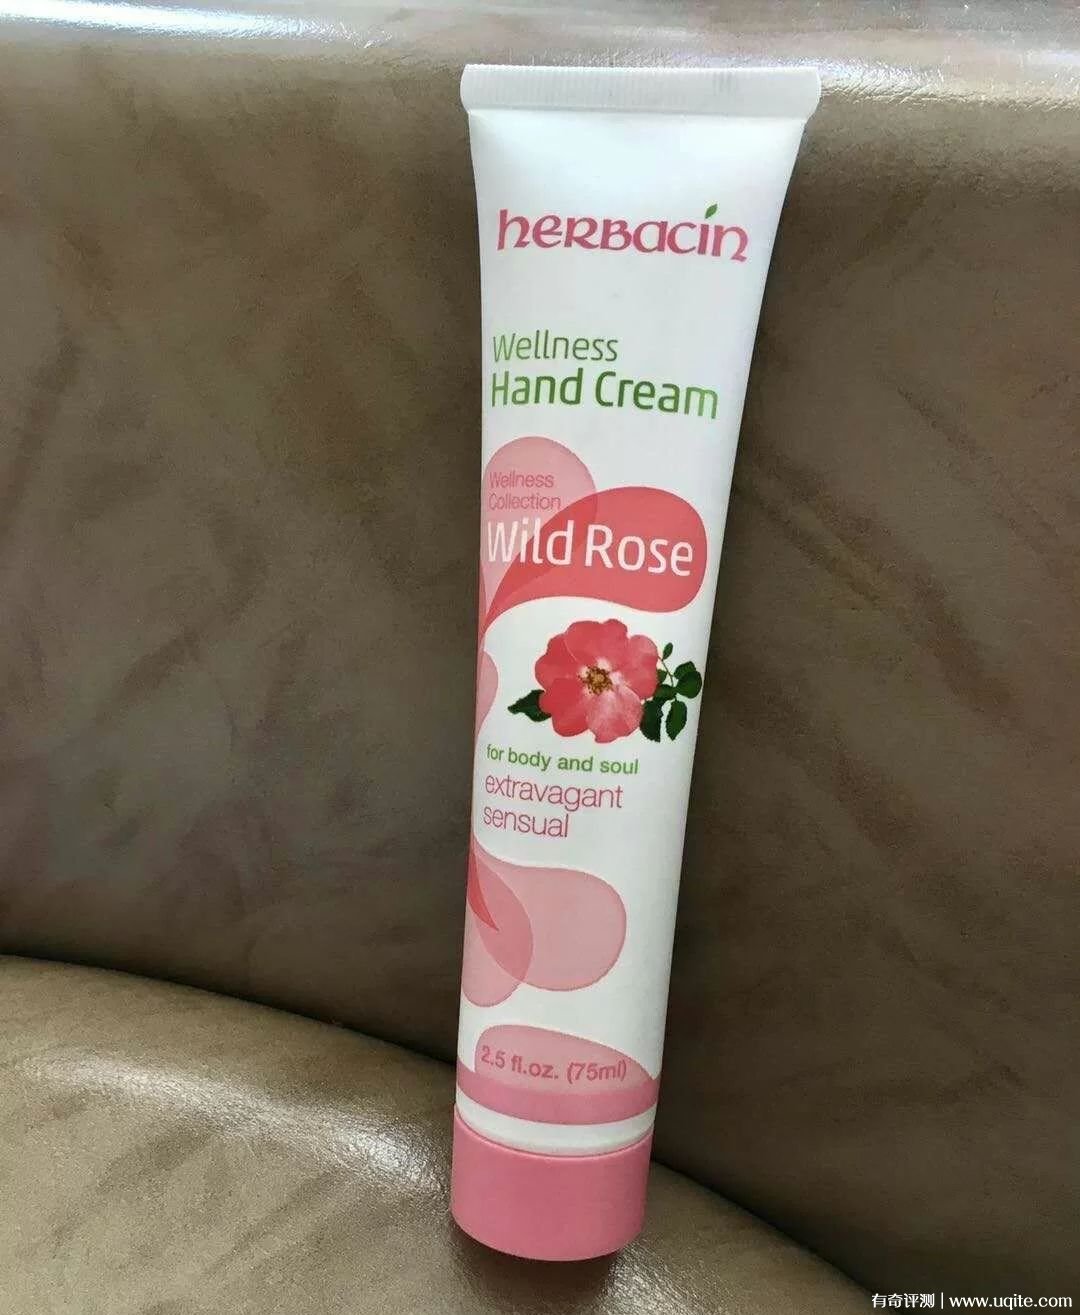 herbacin
Wellness
Hand Cream
Wellness
Collection
Wild Rose
for body and soul
extravagant
sensual
2.5 fl.oz. (75ml)
有奇评测 | www.uqite.com